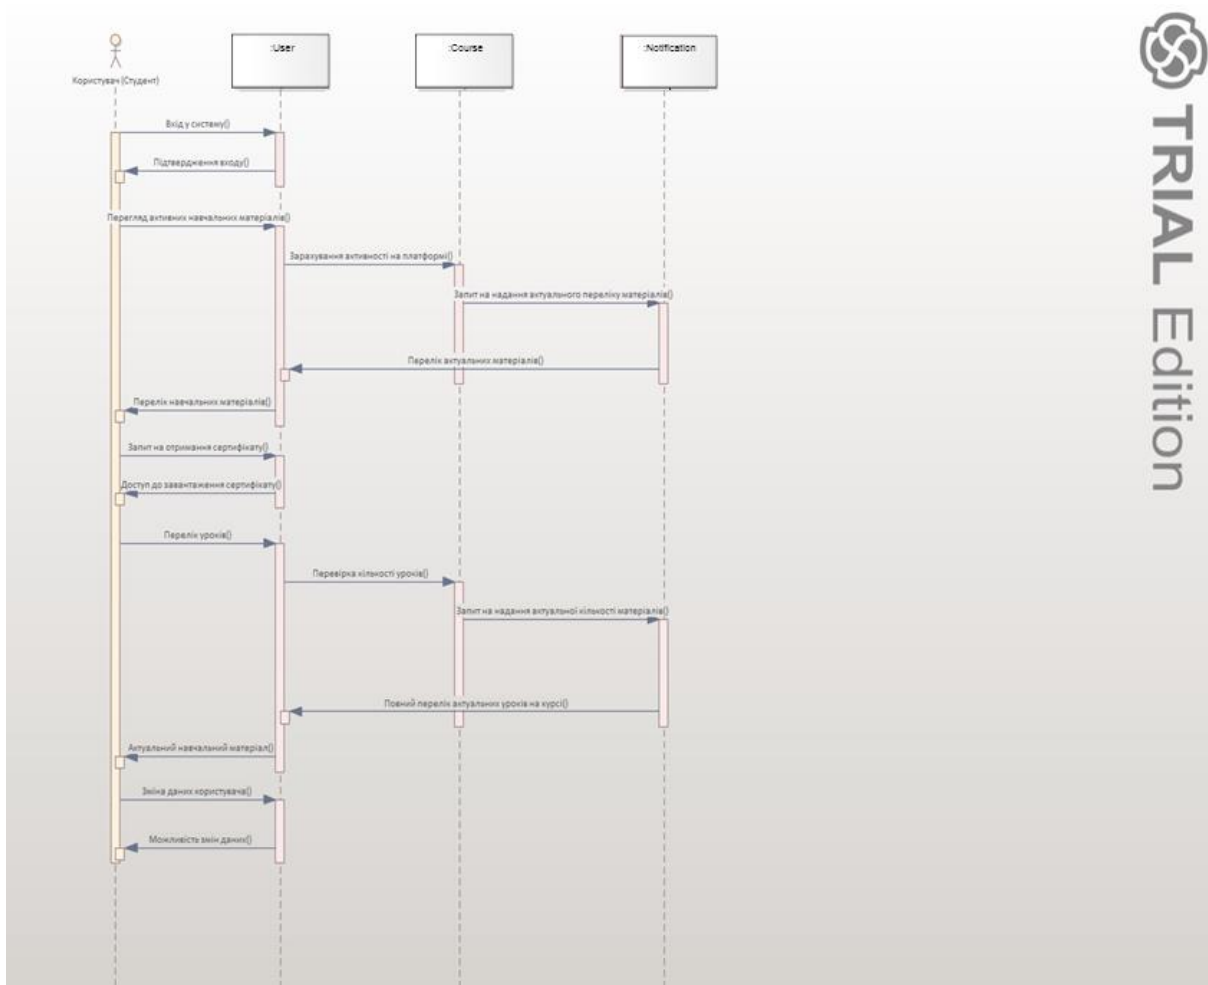 :User
:Course
:Notification
Користувач (Студент)
Вхід у систему()
Підтвердження входу()
Перегляд активних навчальних матеріалів()
Зарахування активності на платформі()
Запит на надання актуального переліку матеріалів()
Перелік актуальних матеріалів()
Перелік навчальних матеріалів()
Запит на отримання сертифікату()
Доступ до завантаження сертифікату()
Перелік уроків()
Перевірка кількості уроків()
Запит на надання актуальної кількості матеріалів()
Повний перелік актуальних уроків на курсі()
Актуальний навчальний матеріал()
Зміна даних користувача()
Можливість змін даних()
TRIAL Edition